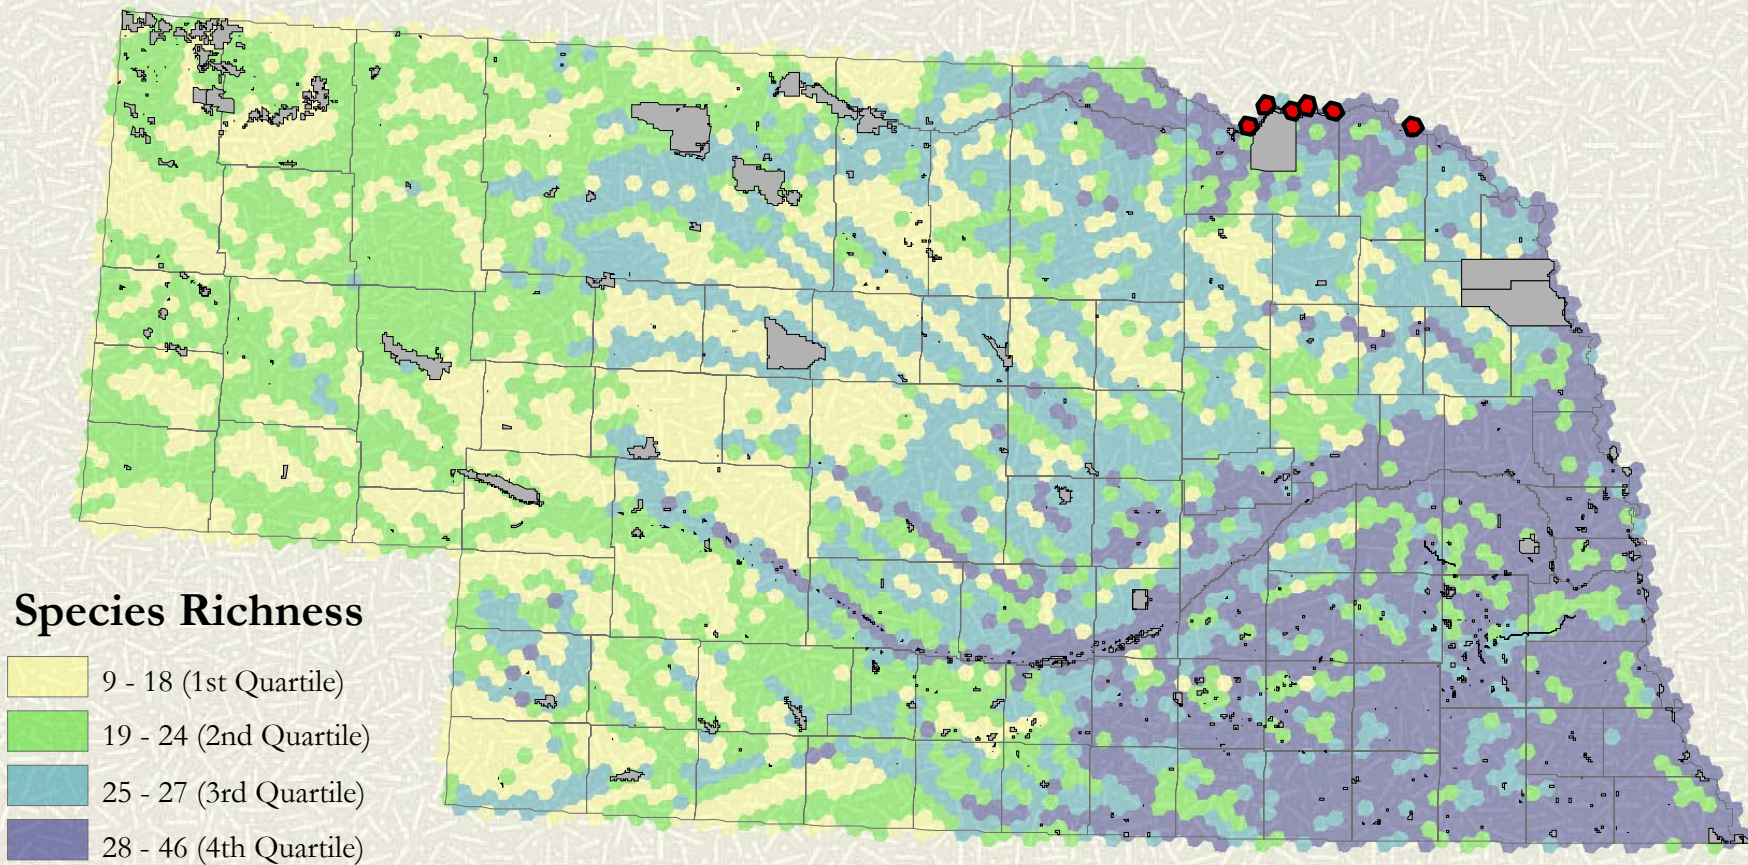 Species Richness
9 - 18 (1st Quartile)
19 - 24 (2nd Quartile)
25 - 27 (3rd Quartile)
28 - 46 (4th Quartile)